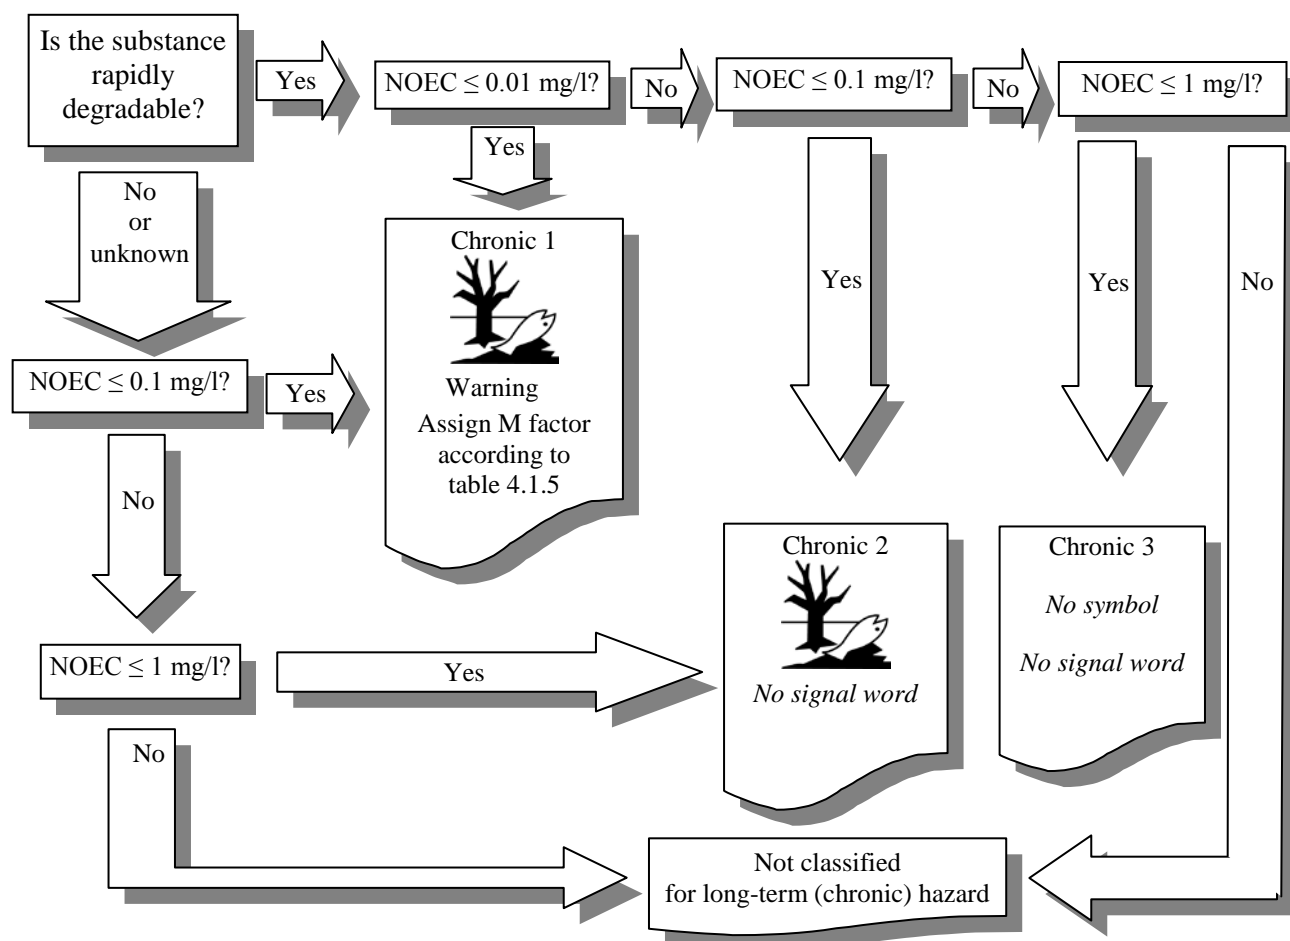 Is the substance
rapidly
degradable?
Yes
NOEC ≤ 0.01 mg/l?
No
NOEC ≤ 0.1 mg/l?
No
NOEC ≤ 1 mg/l?
Yes
No
or
unknown
Chronic 1
Warning
Assign M factor
according to
table 4.1.5
Yes
Yes
No
NOEC ≤ 0.1 mg/l?
Yes
No
Chronic 2
No signal word
Chronic 3
No symbol
No signal word
NOEC ≤ 1 mg/l?
Yes
No
Not classified
for long-term (chronic) hazard